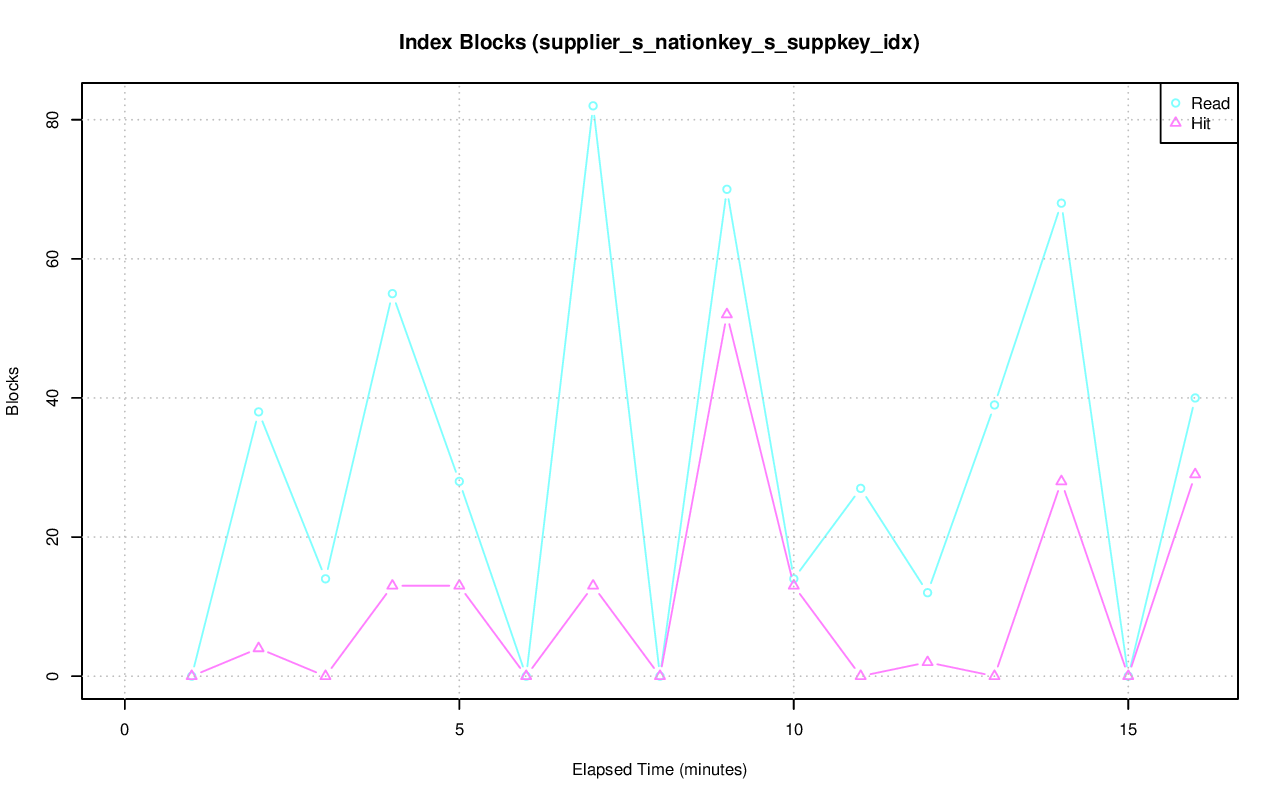 Index Blocks (supplier_s_nationkey_s_suppkey_idx)
Read
Hit
Blocks
80
60
40
20
0
0 5 10 15
Elapsed Time (minutes)